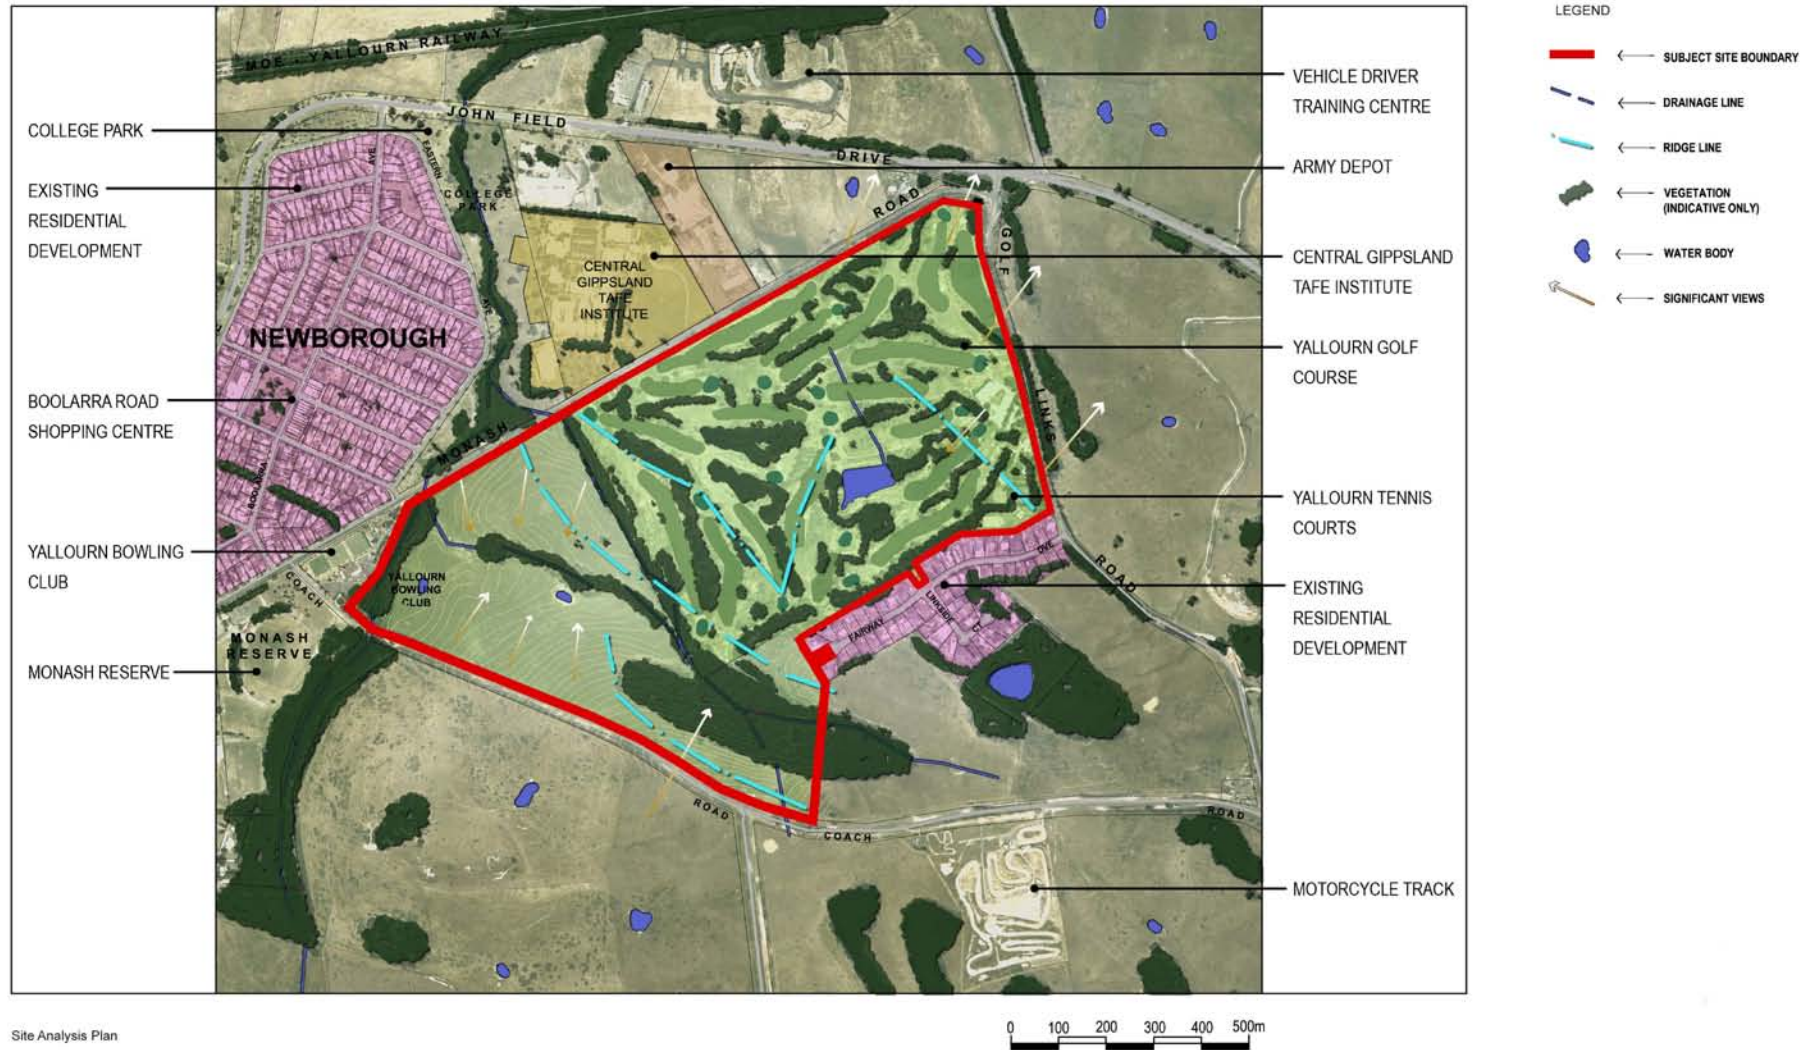 LEGEND
SUBJECT SITE BOUNDARY
DRAINAGE LINE
RIDGE LINE
VEGETATION
(INDICATIVE ONLY)
WATER BODY
SIGNIFICANT VIEWS
COLLEGE PARK
EXISTING
RESIDENTIAL
DEVELOPMENT
BOOLARRA ROAD
SHOPPING CENTRE
YALLOURN BOWLING
CLUB
MONASH RESERVE
MOE - YALLOURN RAILWAY
JOHN FIELD
DRIVE
AVE
EASTERN
COLLEGE
PARK
AVE
ROAD
GOLF
CENTRAL
GIPPSLAND
TAFE
INSTITUTE
NEWBOROUGH
MONASH
LINKS
BOOLARRA
YALLOURN
BOWLING
CLUB
COACH
MONASH
RESERVE
DVE
ROAD
FAIRWAY
LINKSIDE
CT
ROAD
COACH
ROAD
VEHICLE DRIVER
TRAINING CENTRE
ARMY DEPOT
CENTRAL GIPPSLAND
TAFE INSTITUTE
YALLOURN GOLF
COURSE
YALLOURN TENNIS
COURTS
EXISTING
RESIDENTIAL
DEVELOPMENT
MOTORCYCLE TRACK
Site Analysis Plan
0 100 200 300 400 500m